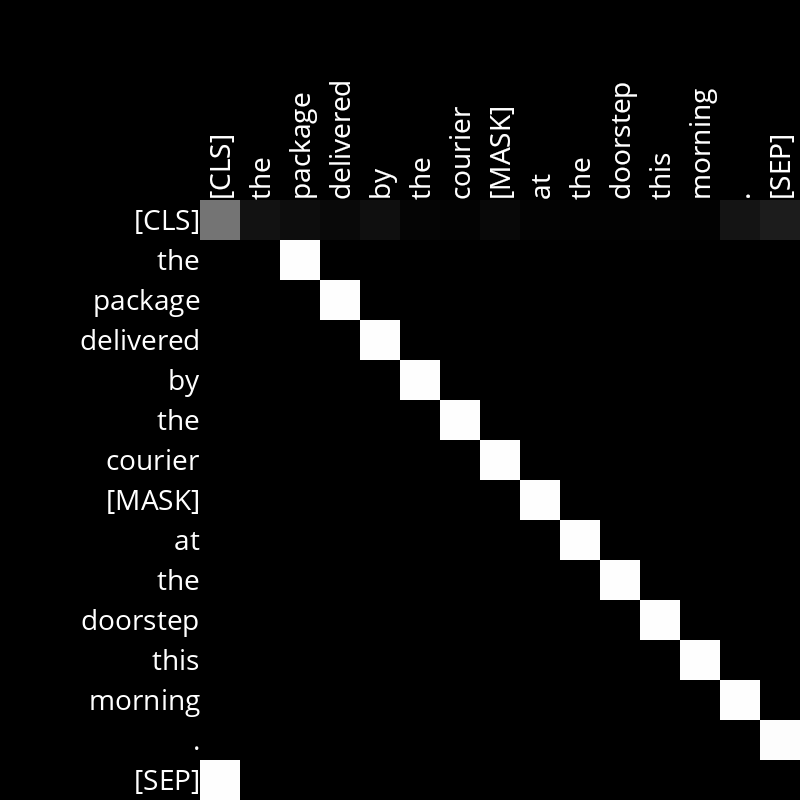 [CLS] the package delivered by the courier [MASK] at the doorstep this morning . [SEP]
[CLS]
the
package
delivered
by
the
courier
[MASK]
at
the
doorstep
this
morning
.
[SEP]